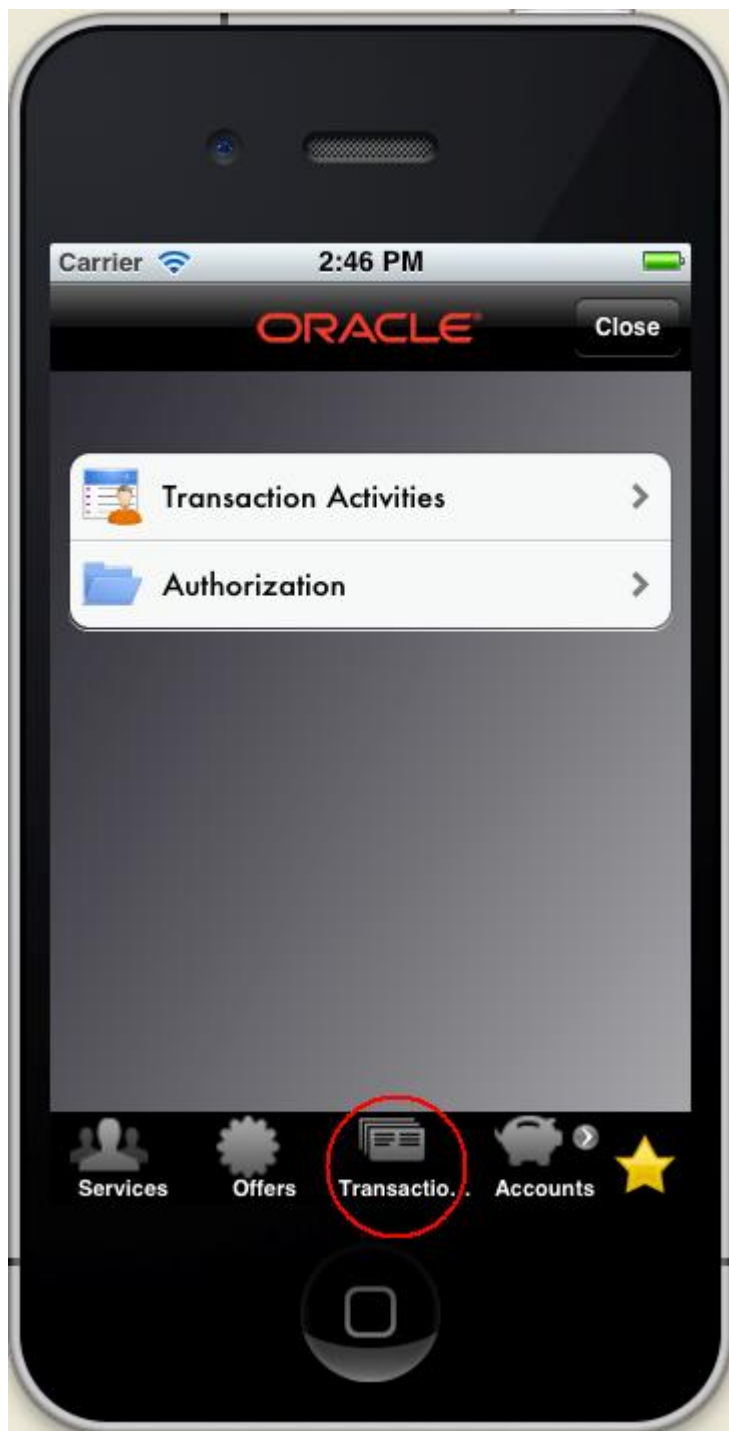 Carrier 2:46 PM
ORACLE® Close
Transaction Activities
Authorization
Services Offers Transactio... Accounts